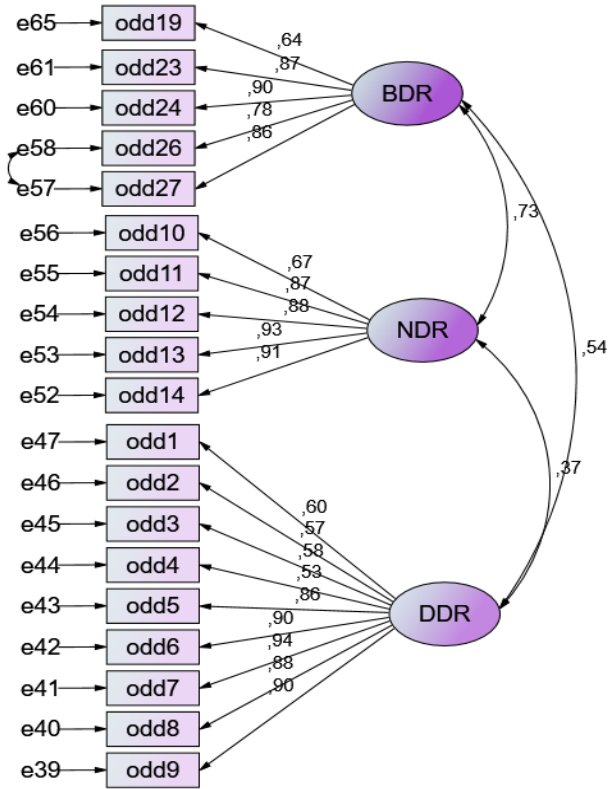 e65 odd19
,64
e61 odd23
,87
BDR
e60 odd24
,90
,78
e58 odd26
,86
e57 odd27
,73
e56 odd10
,67
e55 odd11
,87
,88
e54 odd12
NDR
,93
e53 odd13
,91
,54
e52 odd14
e47 odd1
,37
e46 odd2
,60
,57
e45 odd3
,58
e44 odd4
,53
,86
e43 odd5
DDR
,90
e42 odd6
,94
,88
e41 odd7
,90
e40 odd8
e39 odd9